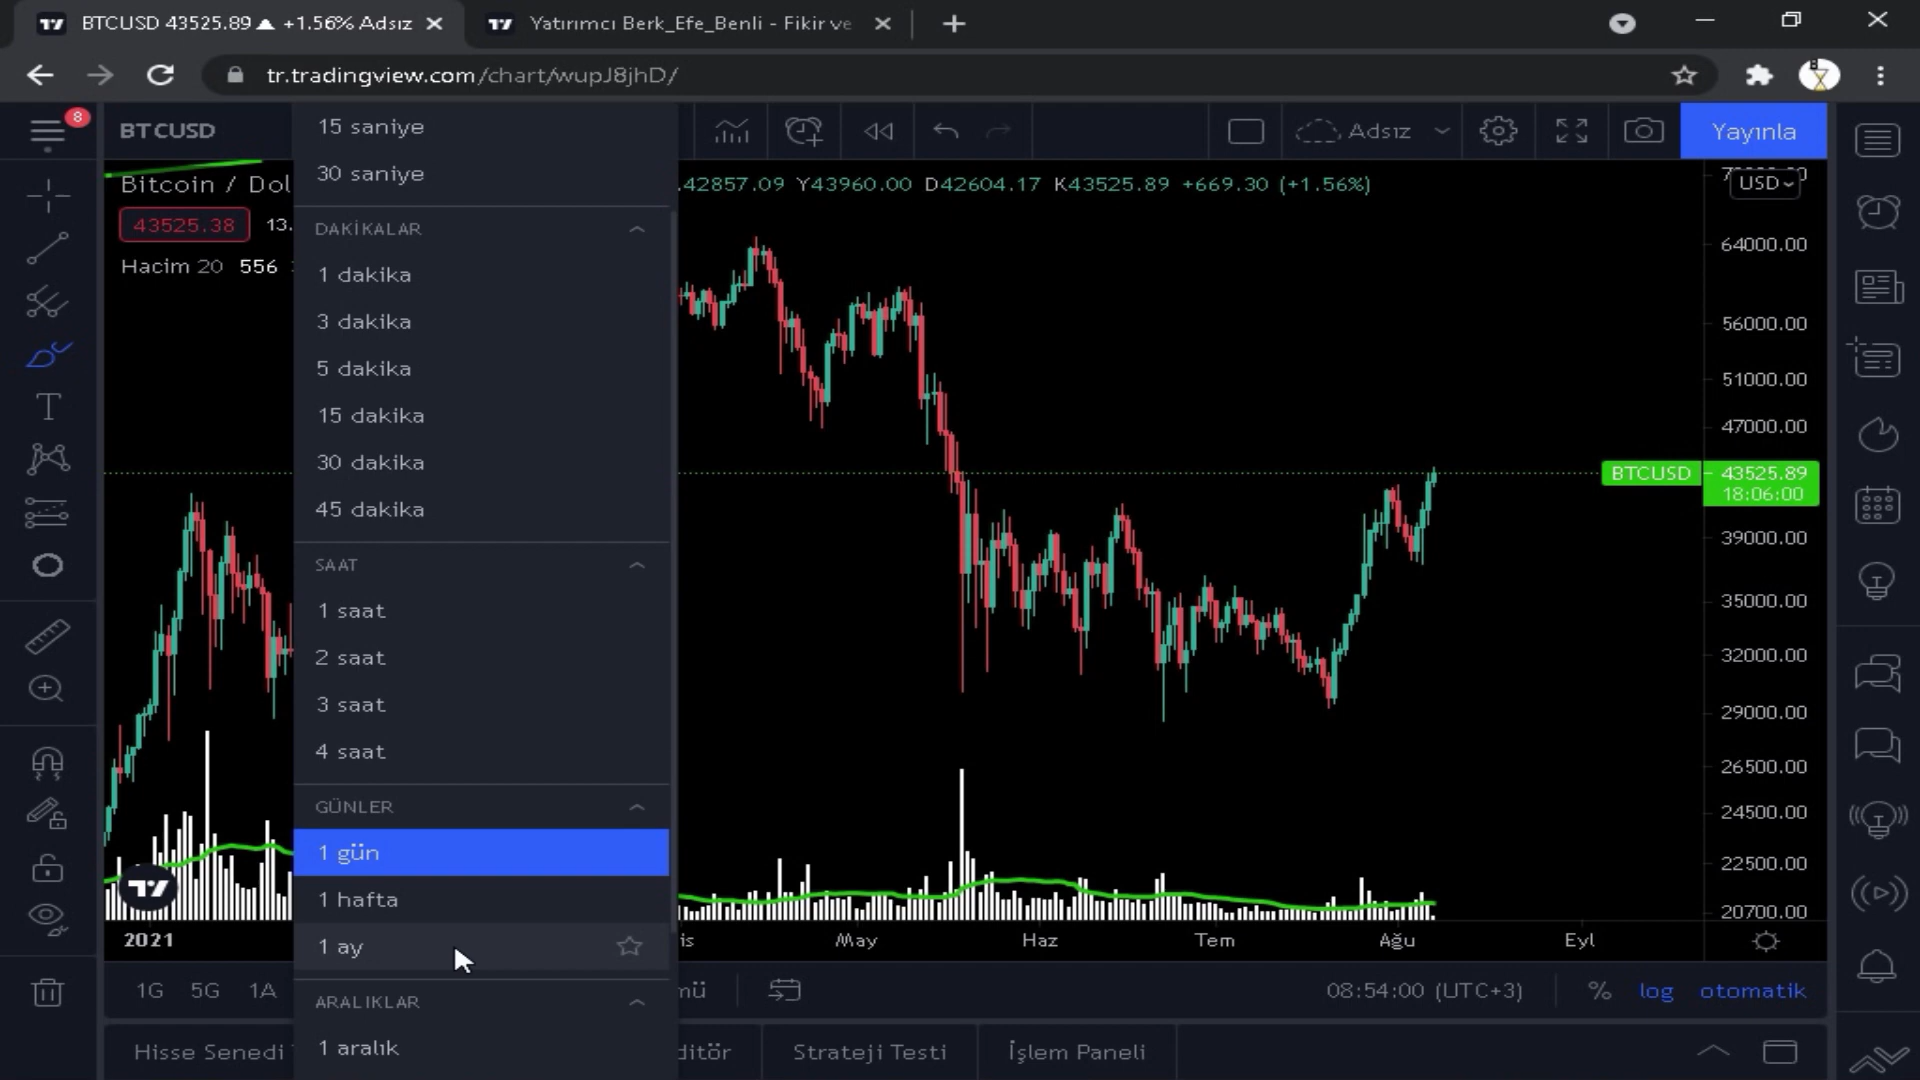 BTCUSD 43525.89 ▲ +1.56% Adsız
Yatırımcı Berk_Efe_Benli - Fikir ve
tr.tradingview.com/chart/wupJ8jhD/
8
BTCUSD
Adsız
Yayınla
15 saniye
30 saniye
DAKİKALAR
1 dakika
3 dakika
5 dakika
15 dakika
30 dakika
45 dakika
SAAT
1 saat
2 saat
3 saat
4 saat
GÜNLER
1 gün
1 hafta
1 ay
ARALIKLAR
1 aralık
Bitcoin / Dol
.42857.09 Y43960.00 D42604.17 K43525.89 +669.30 (+1.56%)
43525.38 13.
Hacim 20 556
USD
64000.00
56000.00
51000.00
47000.00
BTCUSD 43525.89
18:06:00
39000.00
35000.00
32000.00
29000.00
26500.00
24500.00
22500.00
20700.00
2021 is May Haz Tem Ağu Eyl
1G 5G 1A mü 08:54:00 (UTC+3) % log otomatik
Hisse Senedi ditör Strateji Testi İşlem Paneli